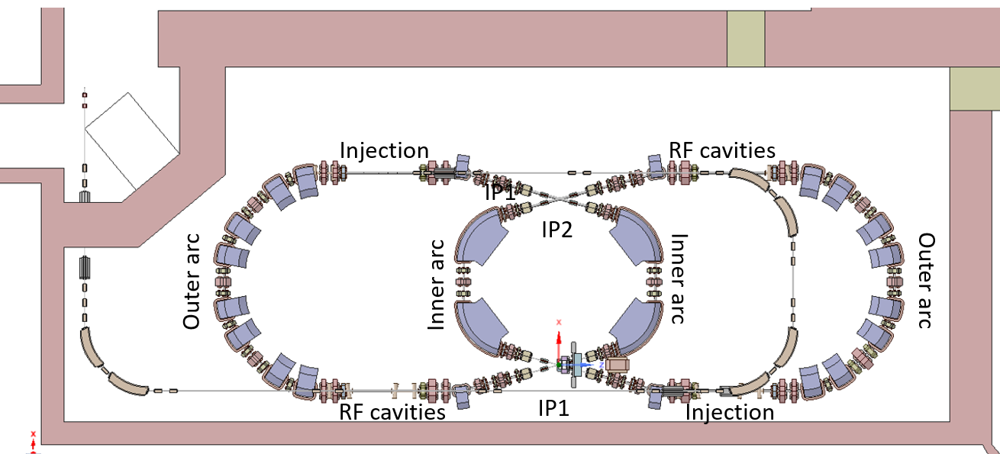 Injection
RF cavities
IP1
IP2
Outer arc
Inner arc
Inner arc
Outer arc
x
z
x
RF cavities
IP1
Injection